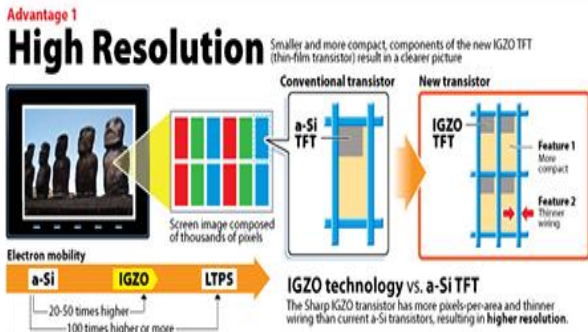 Advantage 1
High Resolution
Smaller and more compact, components of the new IGZO TFT
(thin-film transistor) result in a clearer picture
Conventional transistor
New transistor
a-Si
TFT
IGZO
TFT
Feature 1
More
compact
Feature 2
Thinner
wiring
Screen image composed
of thousands of pixels
Electron mobility
a-Si
IGZO
LTPS
20-50 times higher
100 times higher or more
IGZO technology vs. a-Si TFT
The Sharp IGZO transistor has more pixels-per-area and thinner
wiring than current a-Si transistors, resulting in higher resolution.